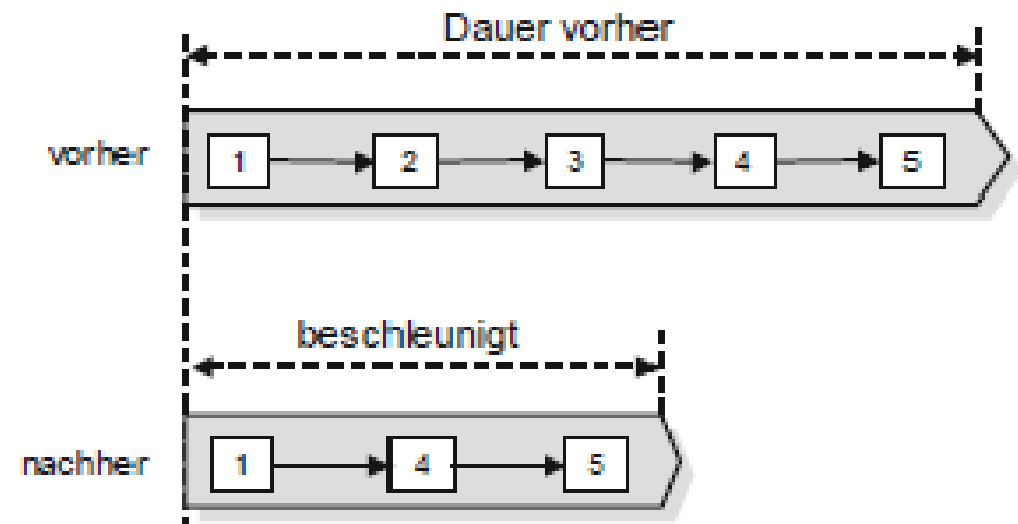 Dauer vorher
vorher
1 2 3 4 5
beschleunigt
nachher
1 4 5